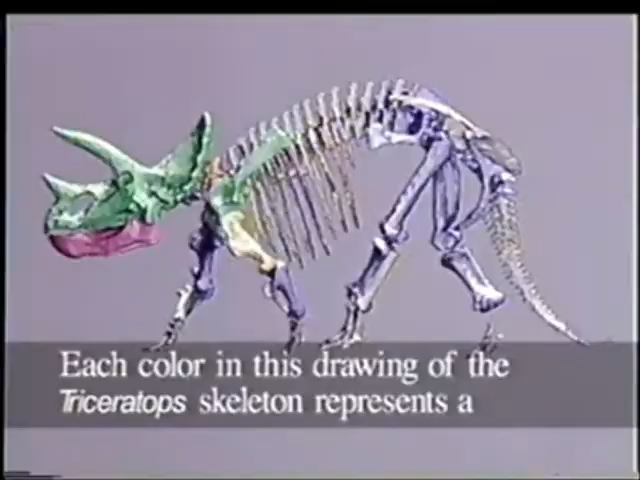 Each color in this drawing of the
Triceratops skeleton represents a